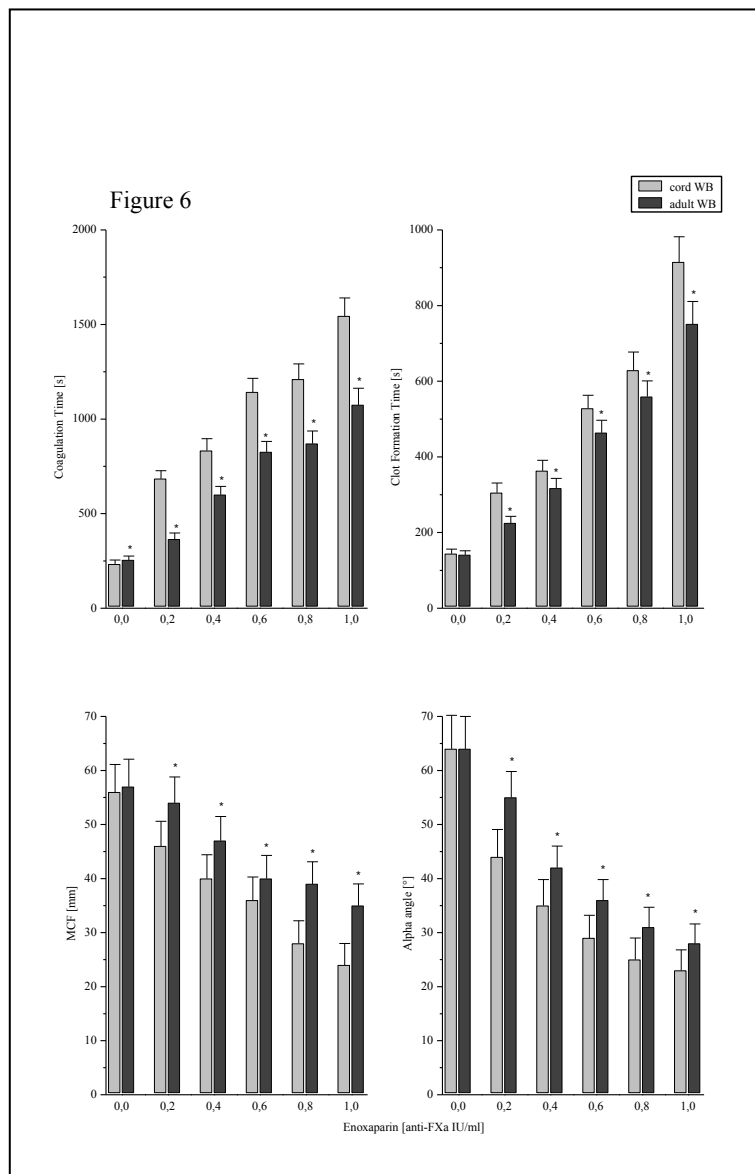 Figure 6
cord WB
adult WB
2000
1500
1000
500
0
Coagulation Time [s]
* * * * * *
0,0 0,2 0,4 0,6 0,8 1,0
1000
800
600
400
200
0
Clot Formation Time [s]
* * * * *
0,0 0,2 0,4 0,6 0,8 1,0
70
60
50
40
30
20
10
0
MCF [mm]
* * * * *
0,0 0,2 0,4 0,6 0,8 1,0
70
60
50
40
30
20
10
0
Alpha angle [°]
* * * * *
0,0 0,2 0,4 0,6 0,8 1,0
Enoxaparin [anti-FXa IU/ml]